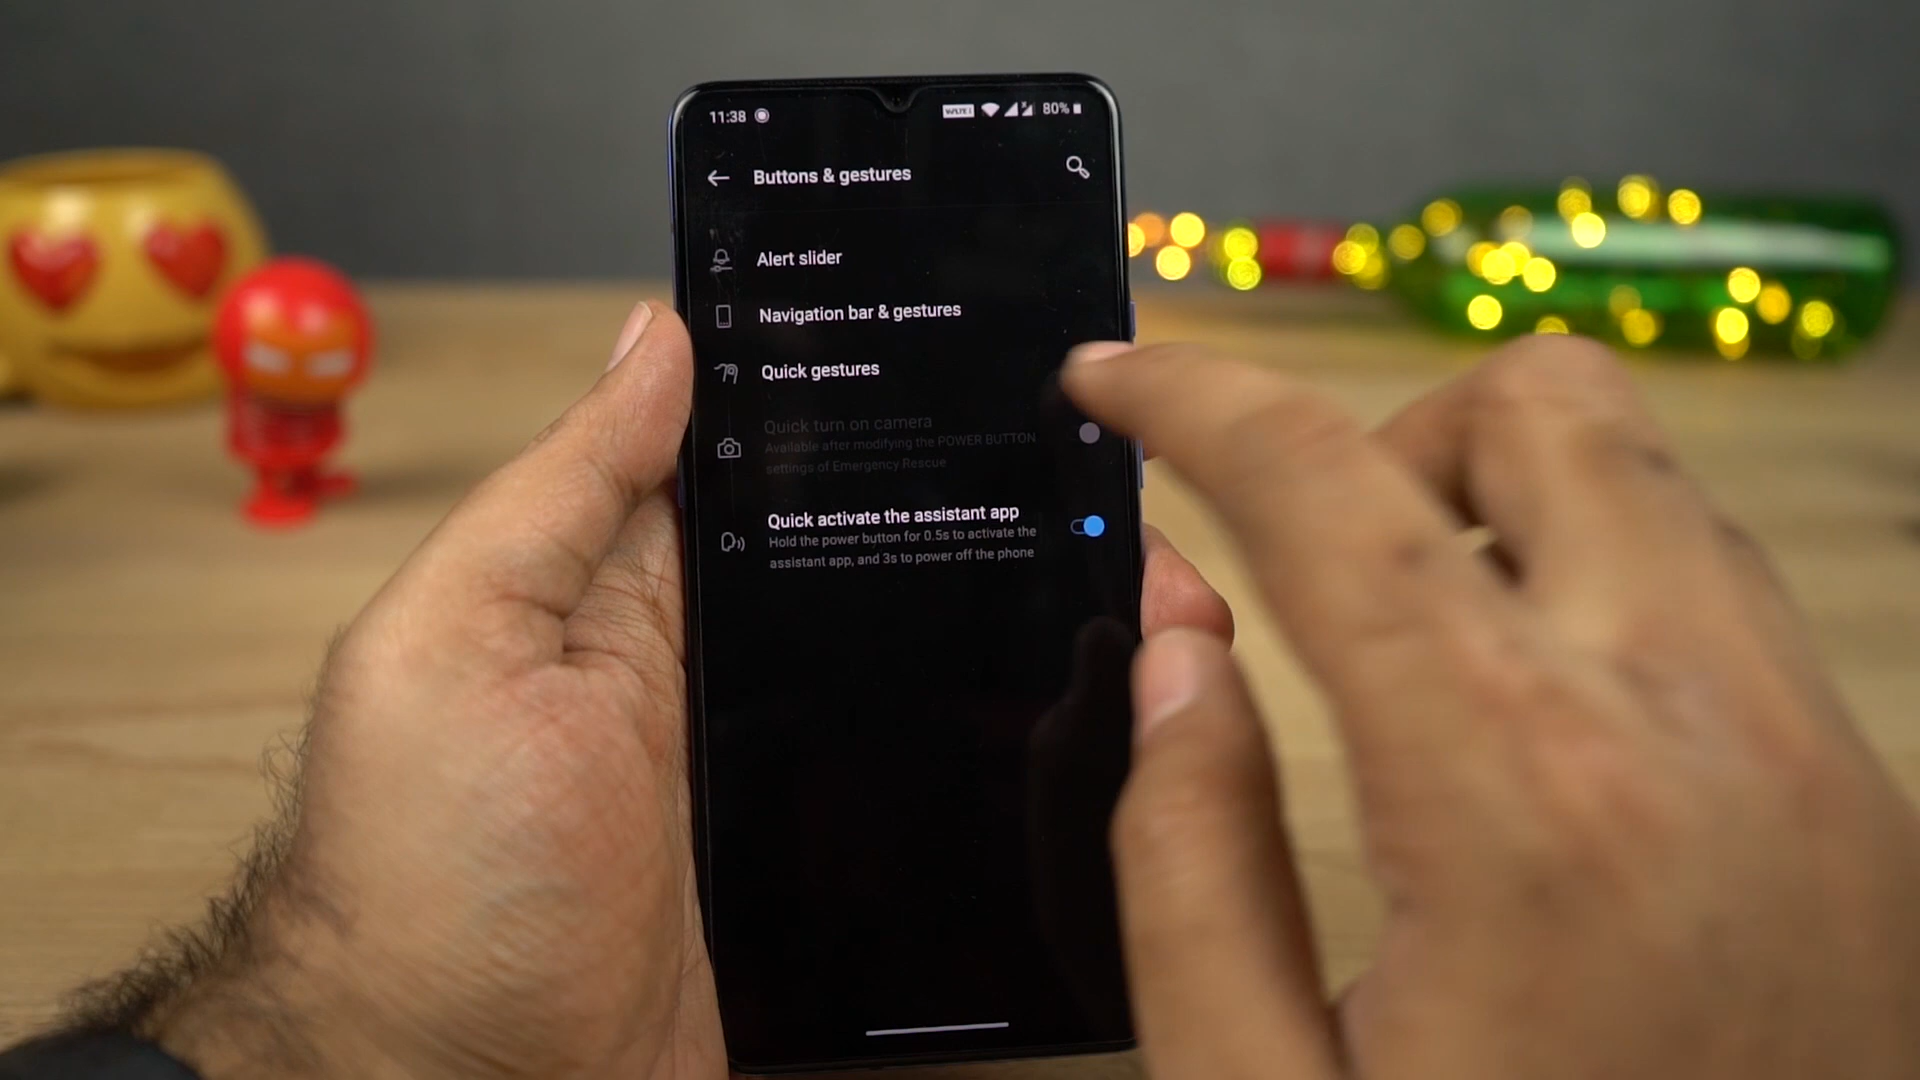 11:38 80%
Buttons & gestures
Alert slider
Navigation bar & gestures
Quick gestures
Quick turn on camera
Available after modifying the POWER BUTTON
settings of Emergency Rescue
Quick activate the assistant app
Hold the power button for 0.5s to activate the
assistant app, and 3s to power off the phone